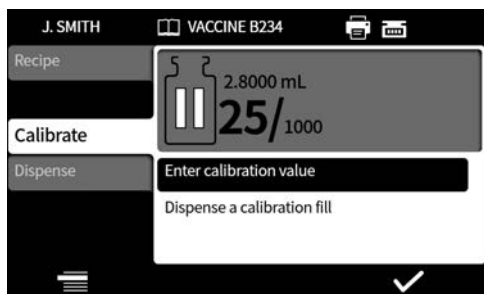 J. SMITH
VACCINE B234
Recipe
Calibrate
Dispense
2.8000 mL
25/1000
Enter calibration value
Dispense a calibration fill